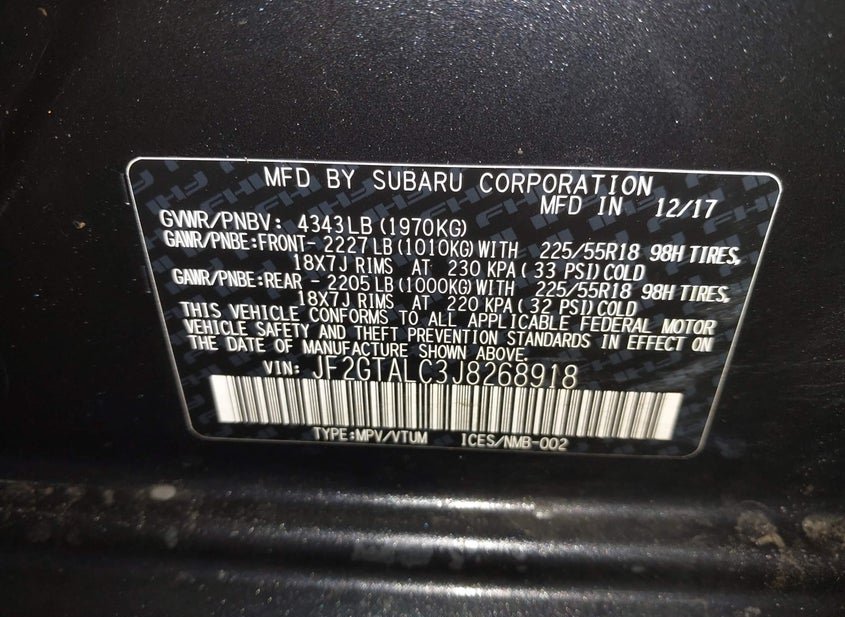 MFD BY SUBARU CORPORATION
MFD IN 12/17
GVWR/PNBV: 4343LB (1970KG)
GAWR/PNBE:FRONT- 2227LB (1010KG) WITH 225/55R18 98H TIRES,
18X7J RIMS AT 230 KPA (33 PSI) COLD
GAWR/PNBE:REAR - 2205LB (1000KG) WITH 225/55R18 98H TIRES,
18X7J RIMS AT 220 KPA (32 PSI) COLD
THIS VEHICLE CONFORMS TO ALL APPLICABLE FEDERAL MOTOR
VEHICLE SAFETY AND THEFT PREVENTION STANDARDS IN EFFECT ON
THE DATE OF MANUFACTURE SHOWN ABOVE.
VIN: JF2GTALC3J8268918
TYPE:MPV/VTUM ICES/NMB-002